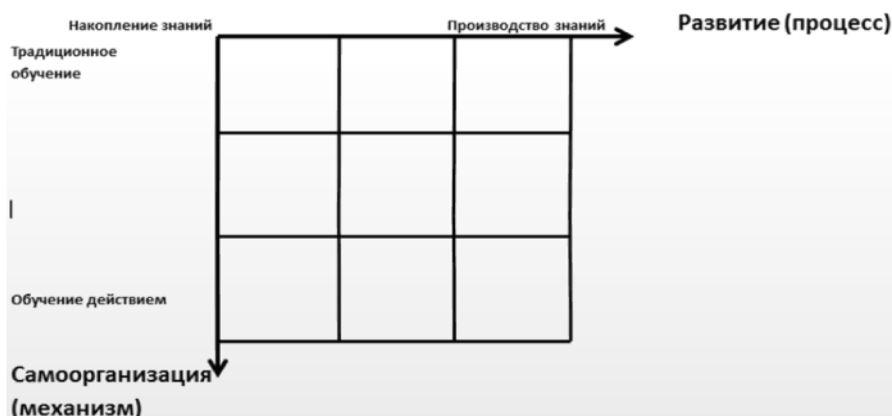 Накопление знаний
Производство знаний
Развитие (процесс)
Традиционное
обучение
Обучение действием
Самоорганизация
(механизм)